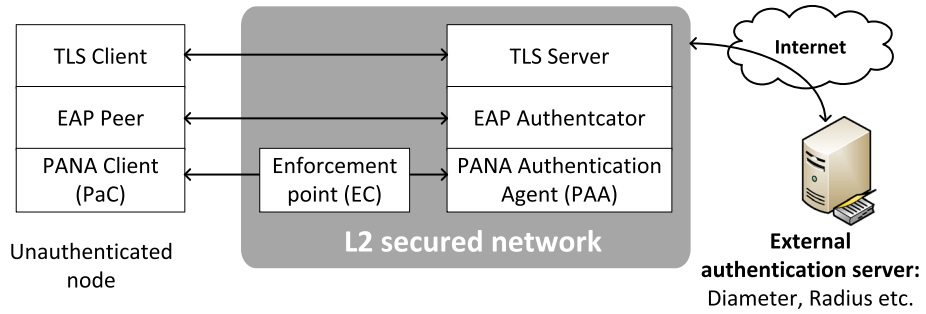 TLS Client
EAP Peer
PANA Client
(PaC)
Unauthenticated
node
Enforcement
point (EC)
TLS Server
EAP Authentcator
PANA Authentication
Agent (PAA)
L2 secured network
Internet
External
authentication server:
Diameter, Radius etc.